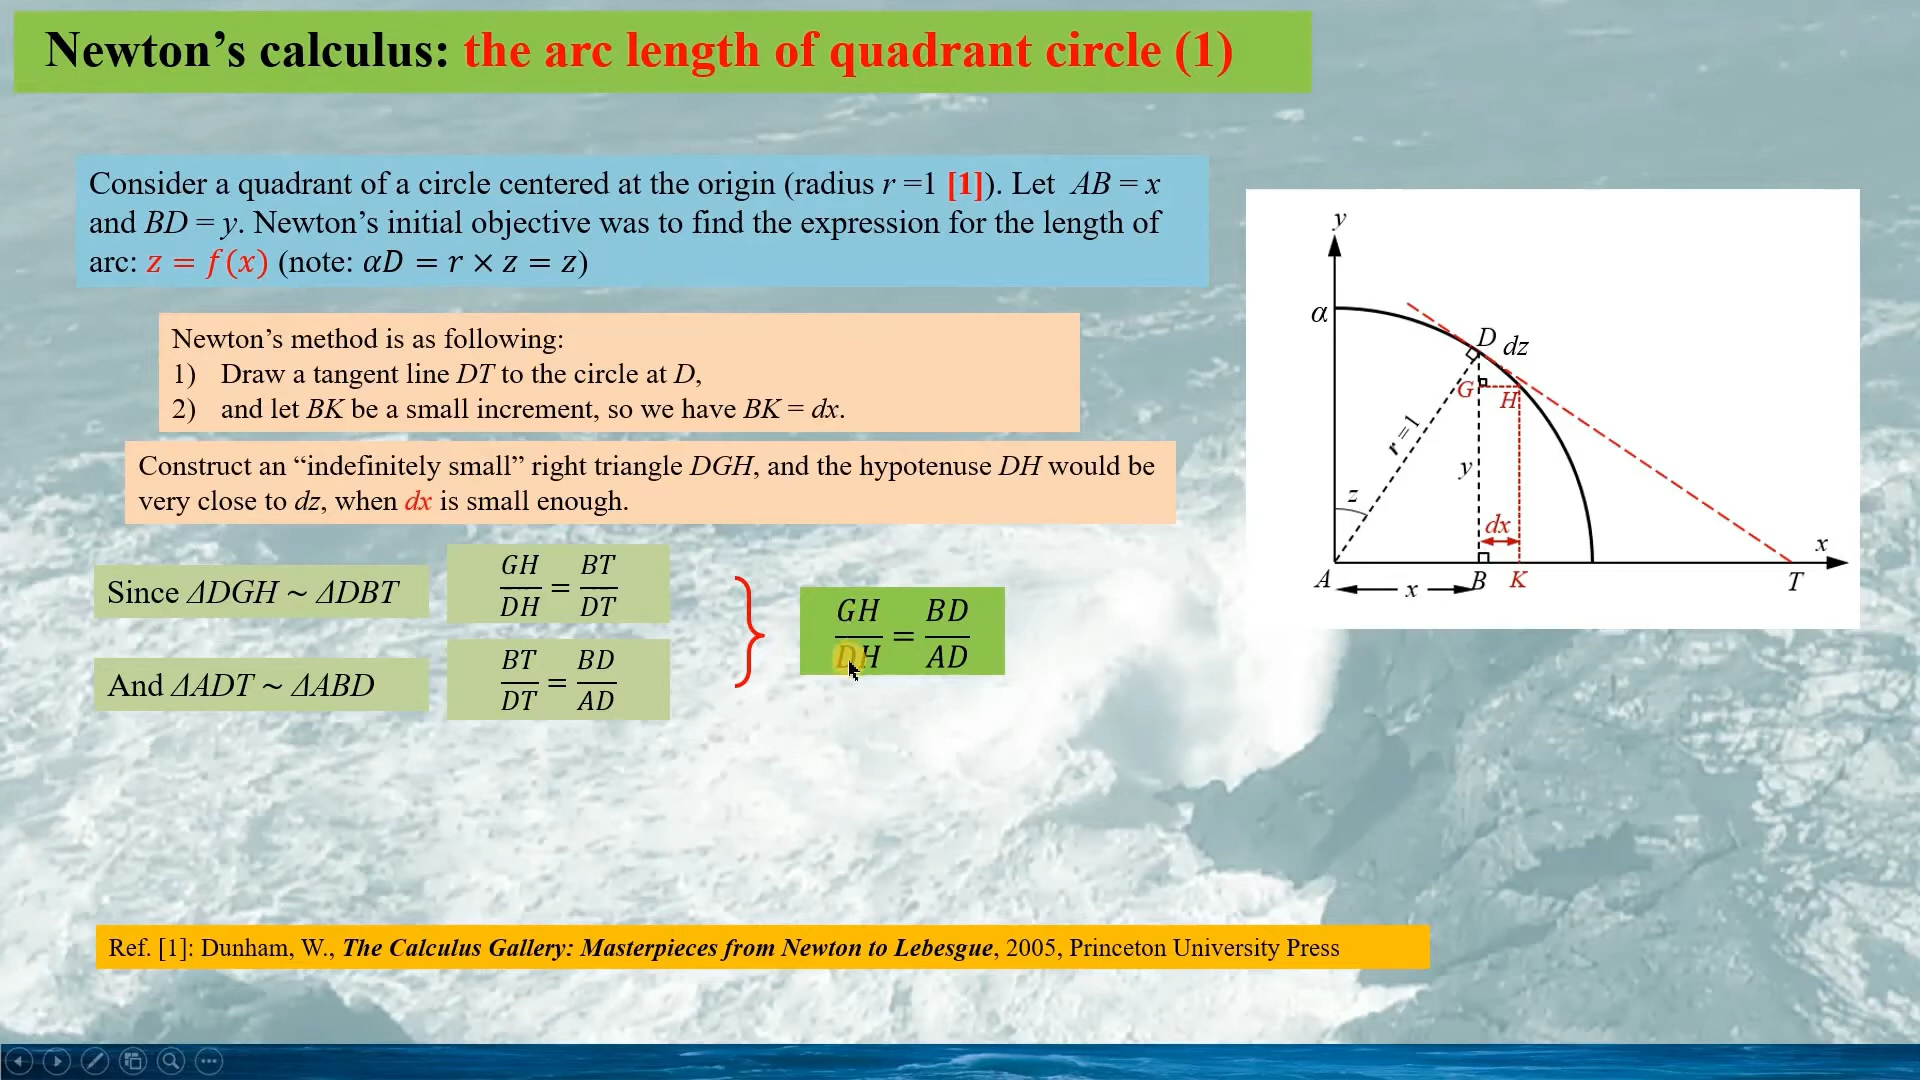 Newton's calculus: the arc length of quadrant circle (1)
Consider a quadrant of a circle centered at the origin (radius r =1 [1]). Let AB = x
and BD = y. Newton's initial objective was to find the expression for the length of
arc: z = f(x) (note: αD = r × z = z)
Newton's method is as following:
1) Draw a tangent line DT to the circle at D,
2) and let BK be a small increment, so we have BK = dx.
Construct an “indefinitely small” right triangle DGH, and the hypotenuse DH would be
very close to dz, when dx is small enough.
Since ΔDGH ~ ΔDBT
GH/DH = BT/DT
And ΔADT ~ ΔABD
BT/DT = BD/AD
GH/DH = BD/AD
y
α
D dz
G
H
r =1
y
z
dx
x
A
x
B
K
T
Ref. [1]: Dunham, W., The Calculus Gallery: Masterpieces from Newton to Lebesgue, 2005, Princeton University Press